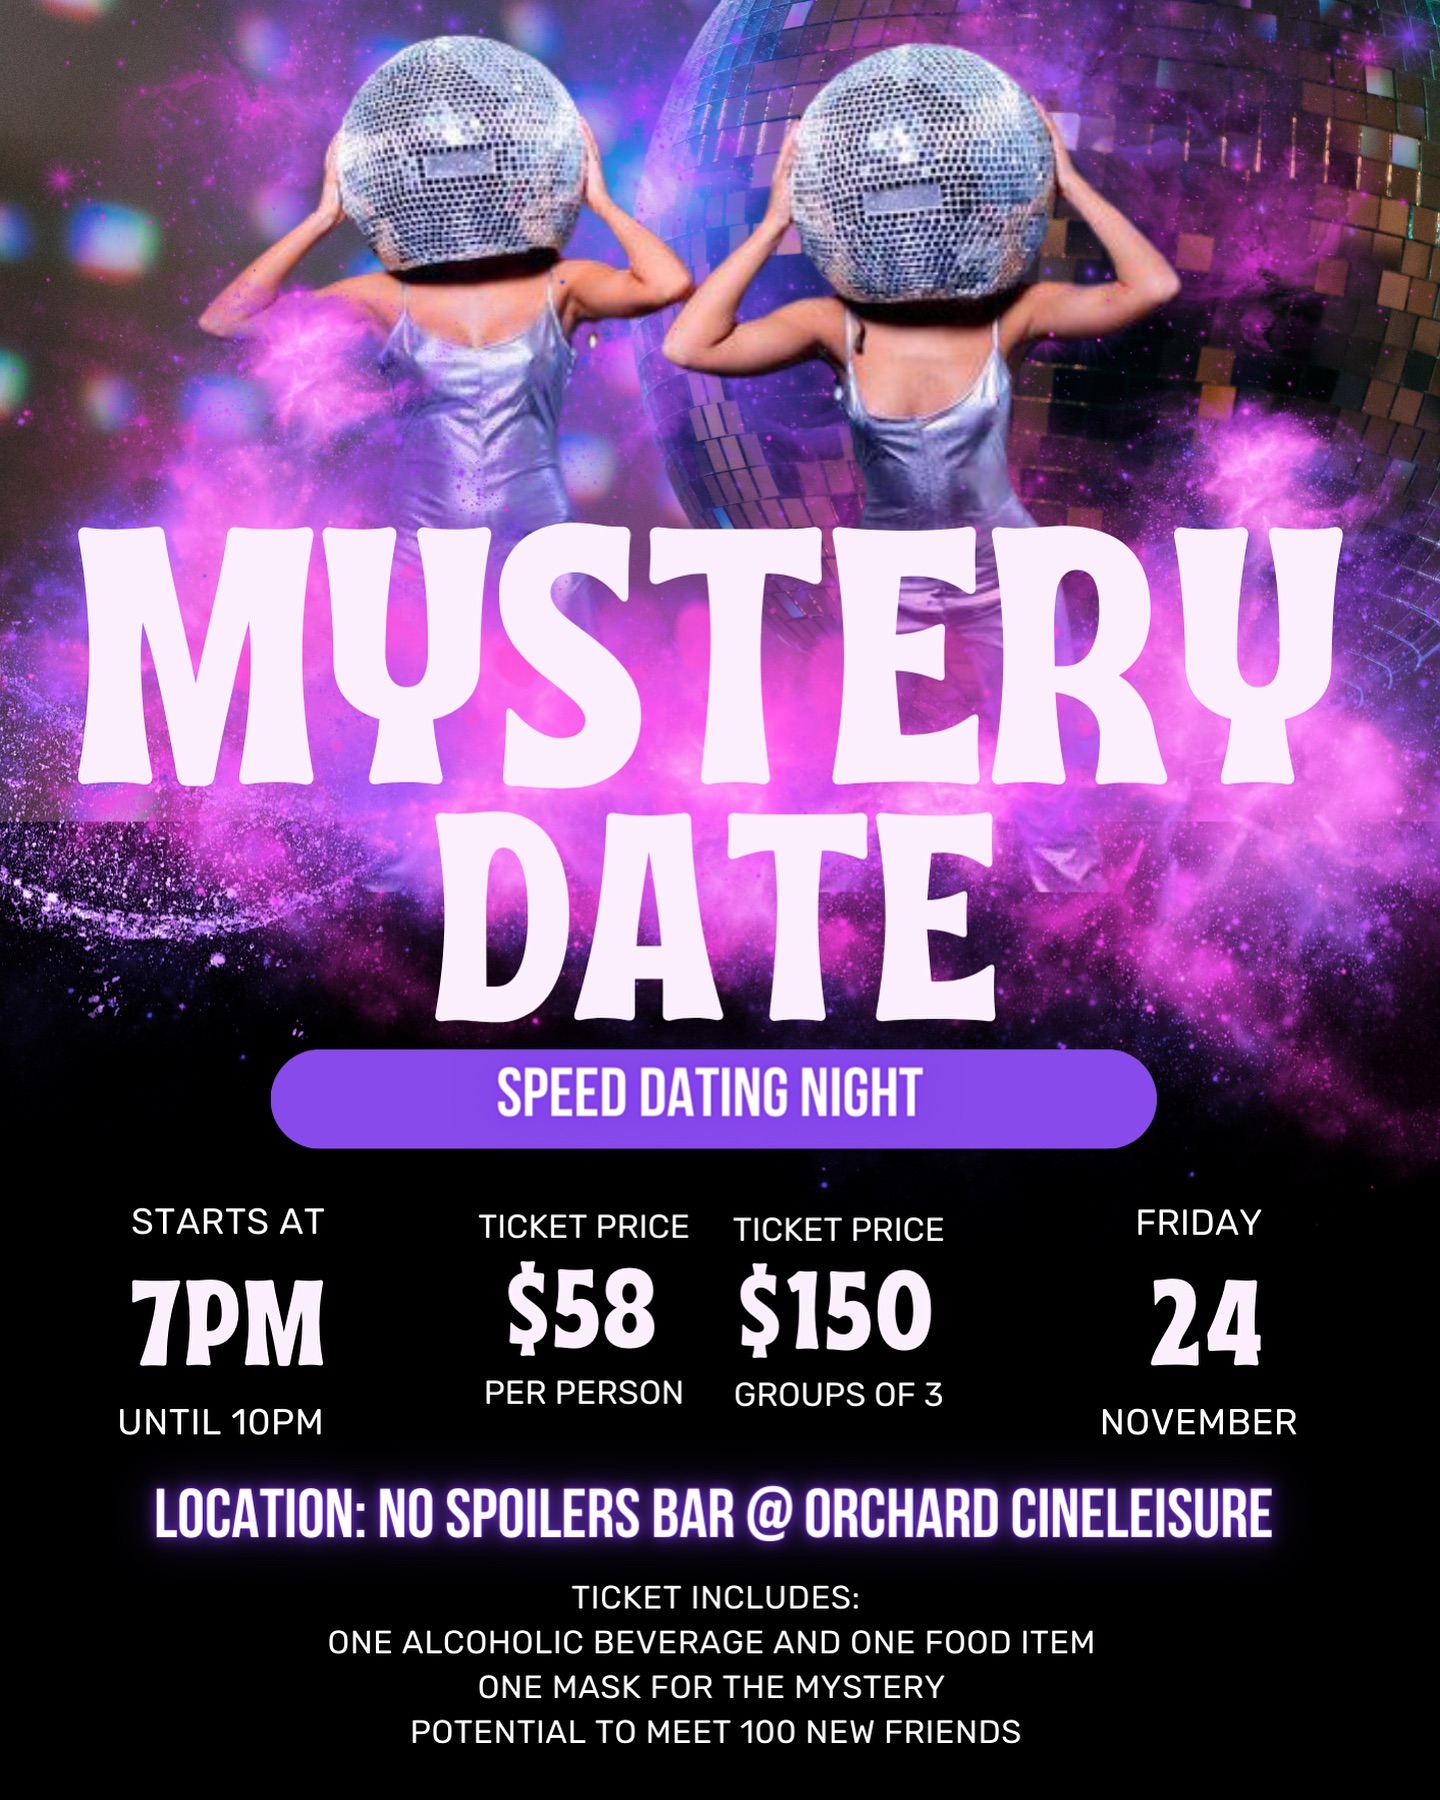 MYSTERY
DATE
SPEED DATING NIGHT
STARTS AT
7PM
UNTIL 10PM
TICKET PRICE
$58
PER PERSON
TICKET PRICE
$150
GROUPS OF 3
FRIDAY
24
NOVEMBER
LOCATION: NO SPOILERS BAR @ ORCHARD CINELEISURE
TICKET INCLUDES:
ONE ALCOHOLIC BEVERAGE AND ONE FOOD ITEM
ONE MASK FOR THE MYSTERY
POTENTIAL TO MEET 100 NEW FRIENDS